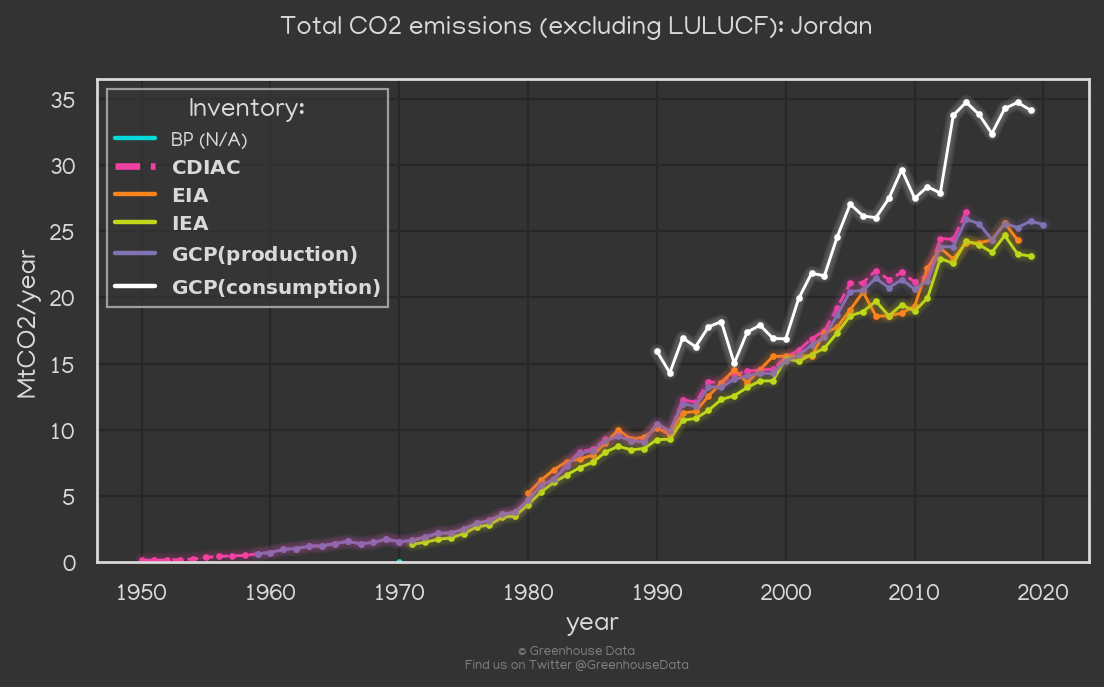 Total CO2 emissions (excluding LULUCF): Jordan
Inventory:
BP (N/A)
CDIAC
EIA
IEA
GCP(production)
GCP(consumption)
MtCO2/year
35
30
25
20
15
10
5
0
1950 1960 1970 1980 1990 2000 2010 2020
year
© Greenhouse Data
Find us on Twitter @GreenhouseData